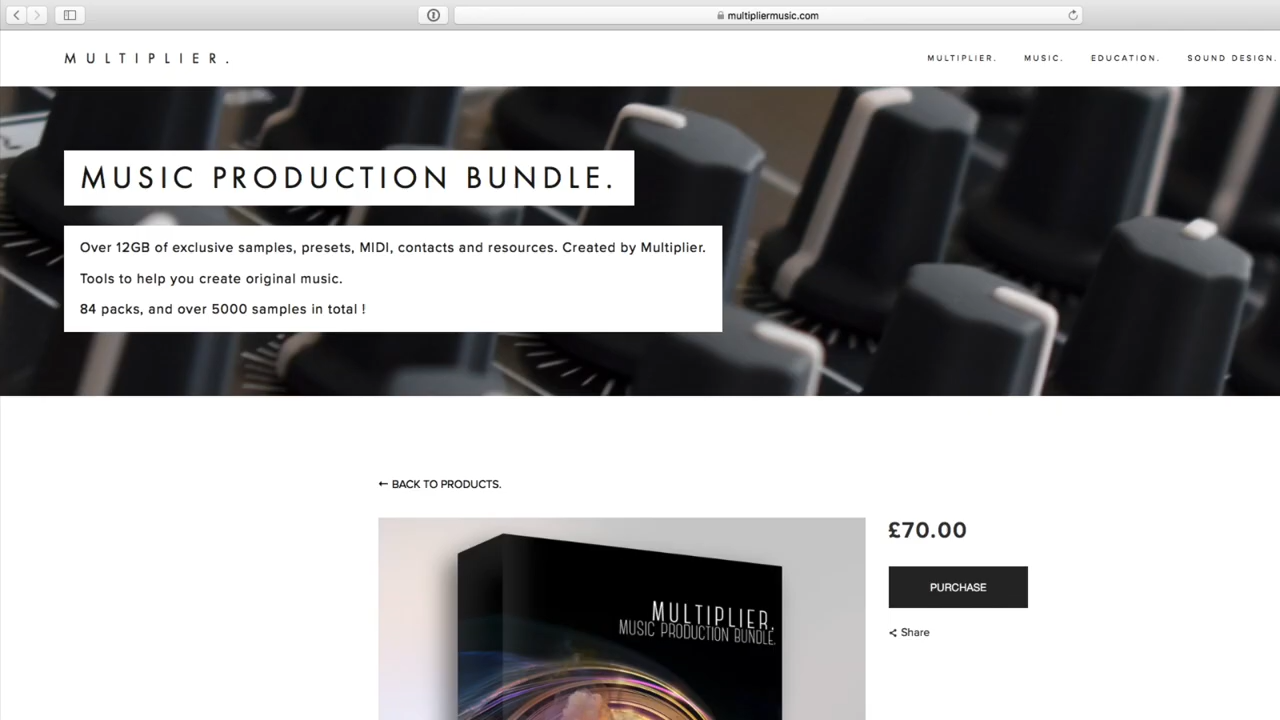 multipliermusic.com
MULTIPLIER.
MULTIPLIER. MUSIC. EDUCATION. SOUND DESIGN.
MUSIC PRODUCTION BUNDLE.
Over 12GB of exclusive samples, presets, MIDI, contacts and resources. Created by Multiplier.
Tools to help you create original music.
84 packs, and over 5000 samples in total !
← BACK TO PRODUCTS.
£70.00
PURCHASE
Share
MULTIPLIER.
MUSIC PRODUCTION BUNDLE.